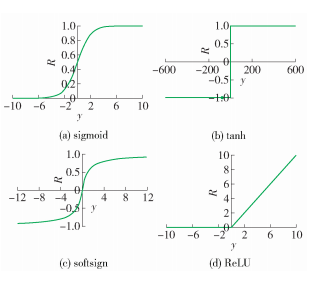 1.0
0.8
0.6
0.4
0.2
R
-10 -6 -2 0 2 6 10
y
(a) sigmoid
1.0
0.5
R
-600 -200 0 200 600
-0.5
-1.0
y
(b) tanh
1.0
0.5
R
-12 -8 -4 0 4 8 12
-0.5
-1.0
y
(c) softsign
10
8
6
4
2
R
-10 -6 -2 0 2 6 10
y
(d) ReLU